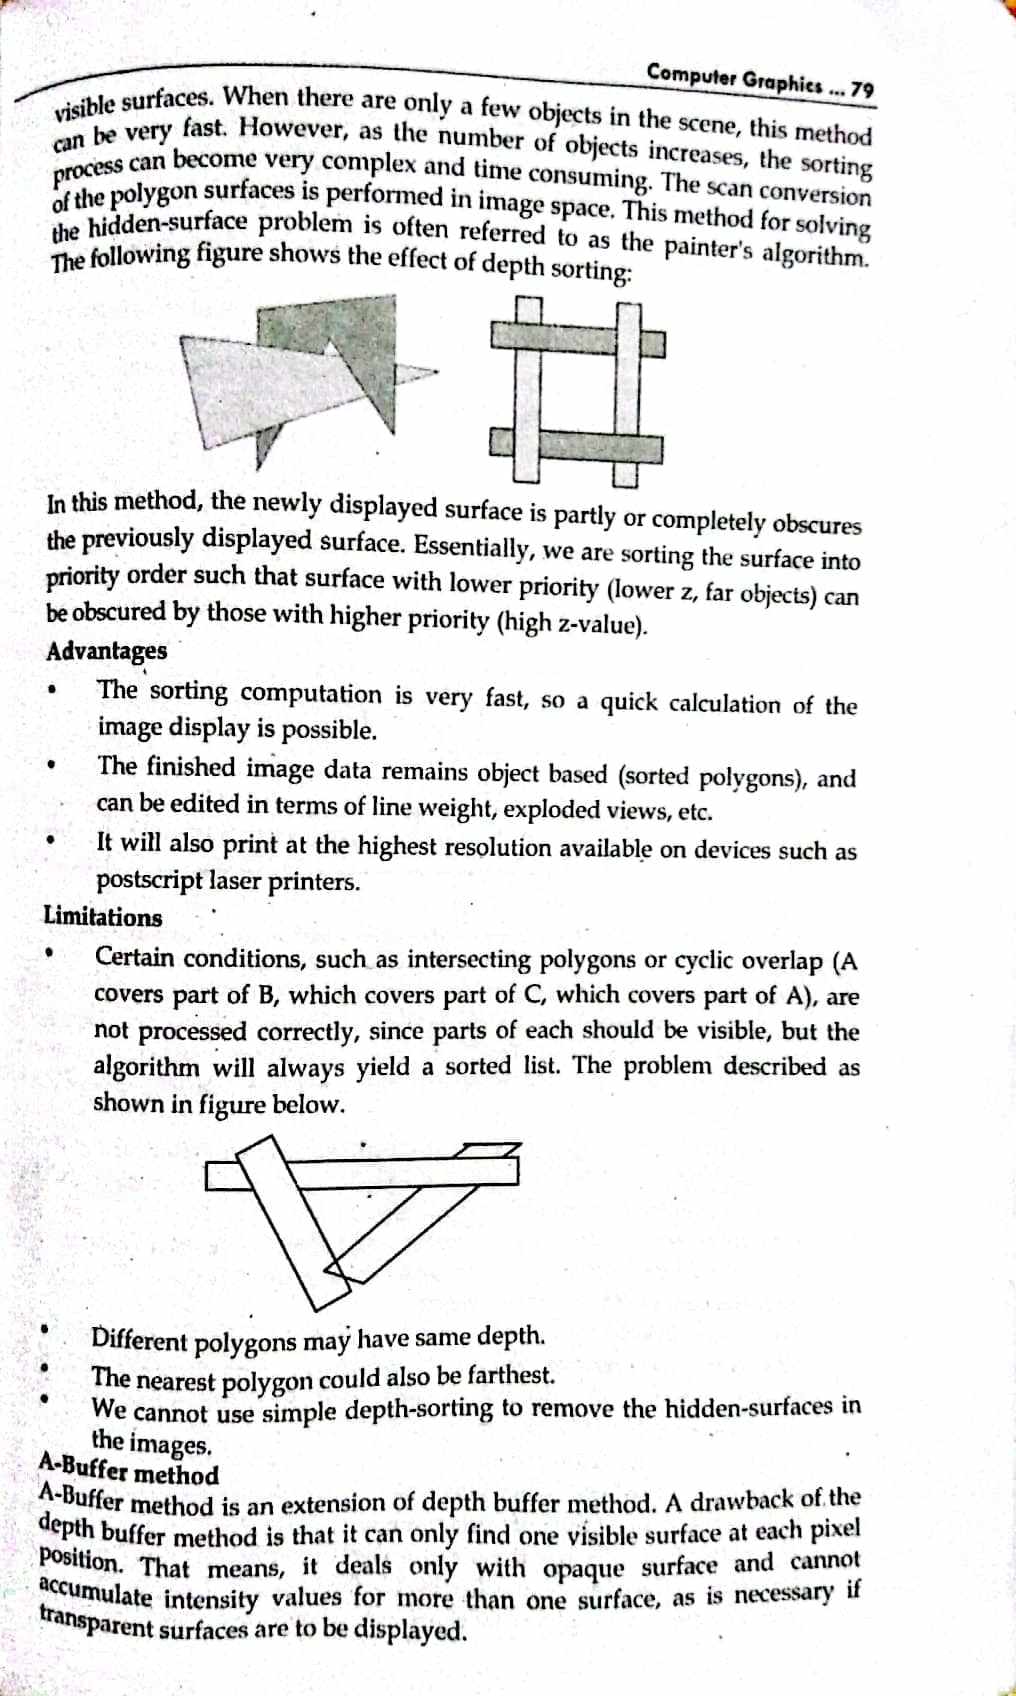 Computer Graphics ... 79
visible surfaces. When there are only a few objects in the scene, this method
can be very fast. However, as the number of objects increases, the sorting
process can become very complex and time consuming. The scan conversion
of the polygon surfaces is performed in image space. This method for solving
the hidden-surface problem is often referred to as the painter's algorithm.
The following figure shows the effect of depth sorting:
In this method, the newly displayed surface is partly or completely obscures
the previously displayed surface. Essentially, we are sorting the surface into
priority order such that surface with lower priority (lower z, far objects) can
be obscured by those with higher priority (high z-value).
Advantages
• The sorting computation is very fast, so a quick calculation of the
image display is possible.
• The finished image data remains object based (sorted polygons), and
can be edited in terms of line weight, exploded views, etc.
• It will also print at the highest resolution available on devices such as
postscript laser printers.
Limitations
• Certain conditions, such as intersecting polygons or cyclic overlap (A
covers part of B, which covers part of C, which covers part of A), are
not processed correctly, since parts of each should be visible, but the
algorithm will always yield a sorted list. The problem described as
shown in figure below.
• Different polygons may have same depth.
• The nearest polygon could also be farthest.
• We cannot use simple depth-sorting to remove the hidden-surfaces in
the images.
A-Buffer method
A-Buffer method is an extension of depth buffer method. A drawback of the
depth buffer method is that it can only find one visible surface at each pixel
position. That means, it deals only with opaque surface and cannot
accumulate intensity values for more than one surface, as is necessary if
transparent surfaces are to be displayed.